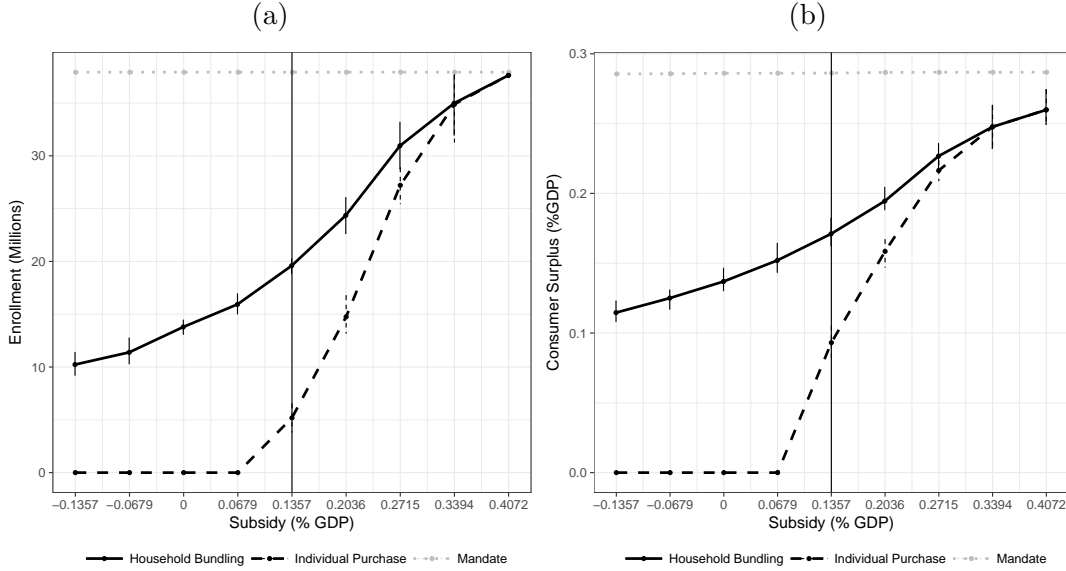 (a)
(b)
Enrollment (Millions)
30
20
10
0
−0.1357 −0.0679 0 0.0679 0.1357 0.2036 0.2715 0.3394 0.4072
Subsidy (% GDP)
Household Bundling Individual Purchase Mandate
Consumer Surplus (%GDP)
0.3
0.2
0.1
0.0
−0.1357 −0.0679 0 0.0679 0.1357 0.2036 0.2715 0.3394 0.4072
Subsidy (% GDP)
Household Bundling Individual Purchase Mandate